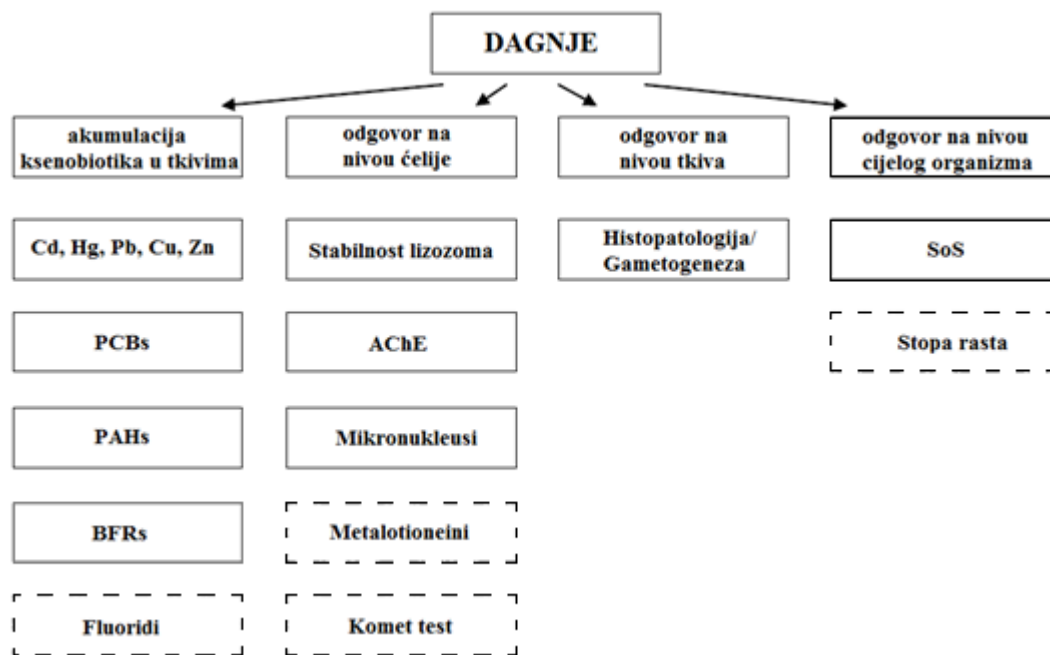 DAGNJE
akumulacija
ksenobiotika u tkivima
odgovor na
nivou ćelije
odgovor na
nivou tkiva
odgovor na nivou
cijelog organizma
Cd, Hg, Pb, Cu, Zn
Stabilnost lizozoma
Histopatologija/
Gametogeneza
SoS
PCBs
AChE
Stopa rasta
PAHs
Mikronukleusi
BFRs
Metalotioneini
Fluoridi
Komet test